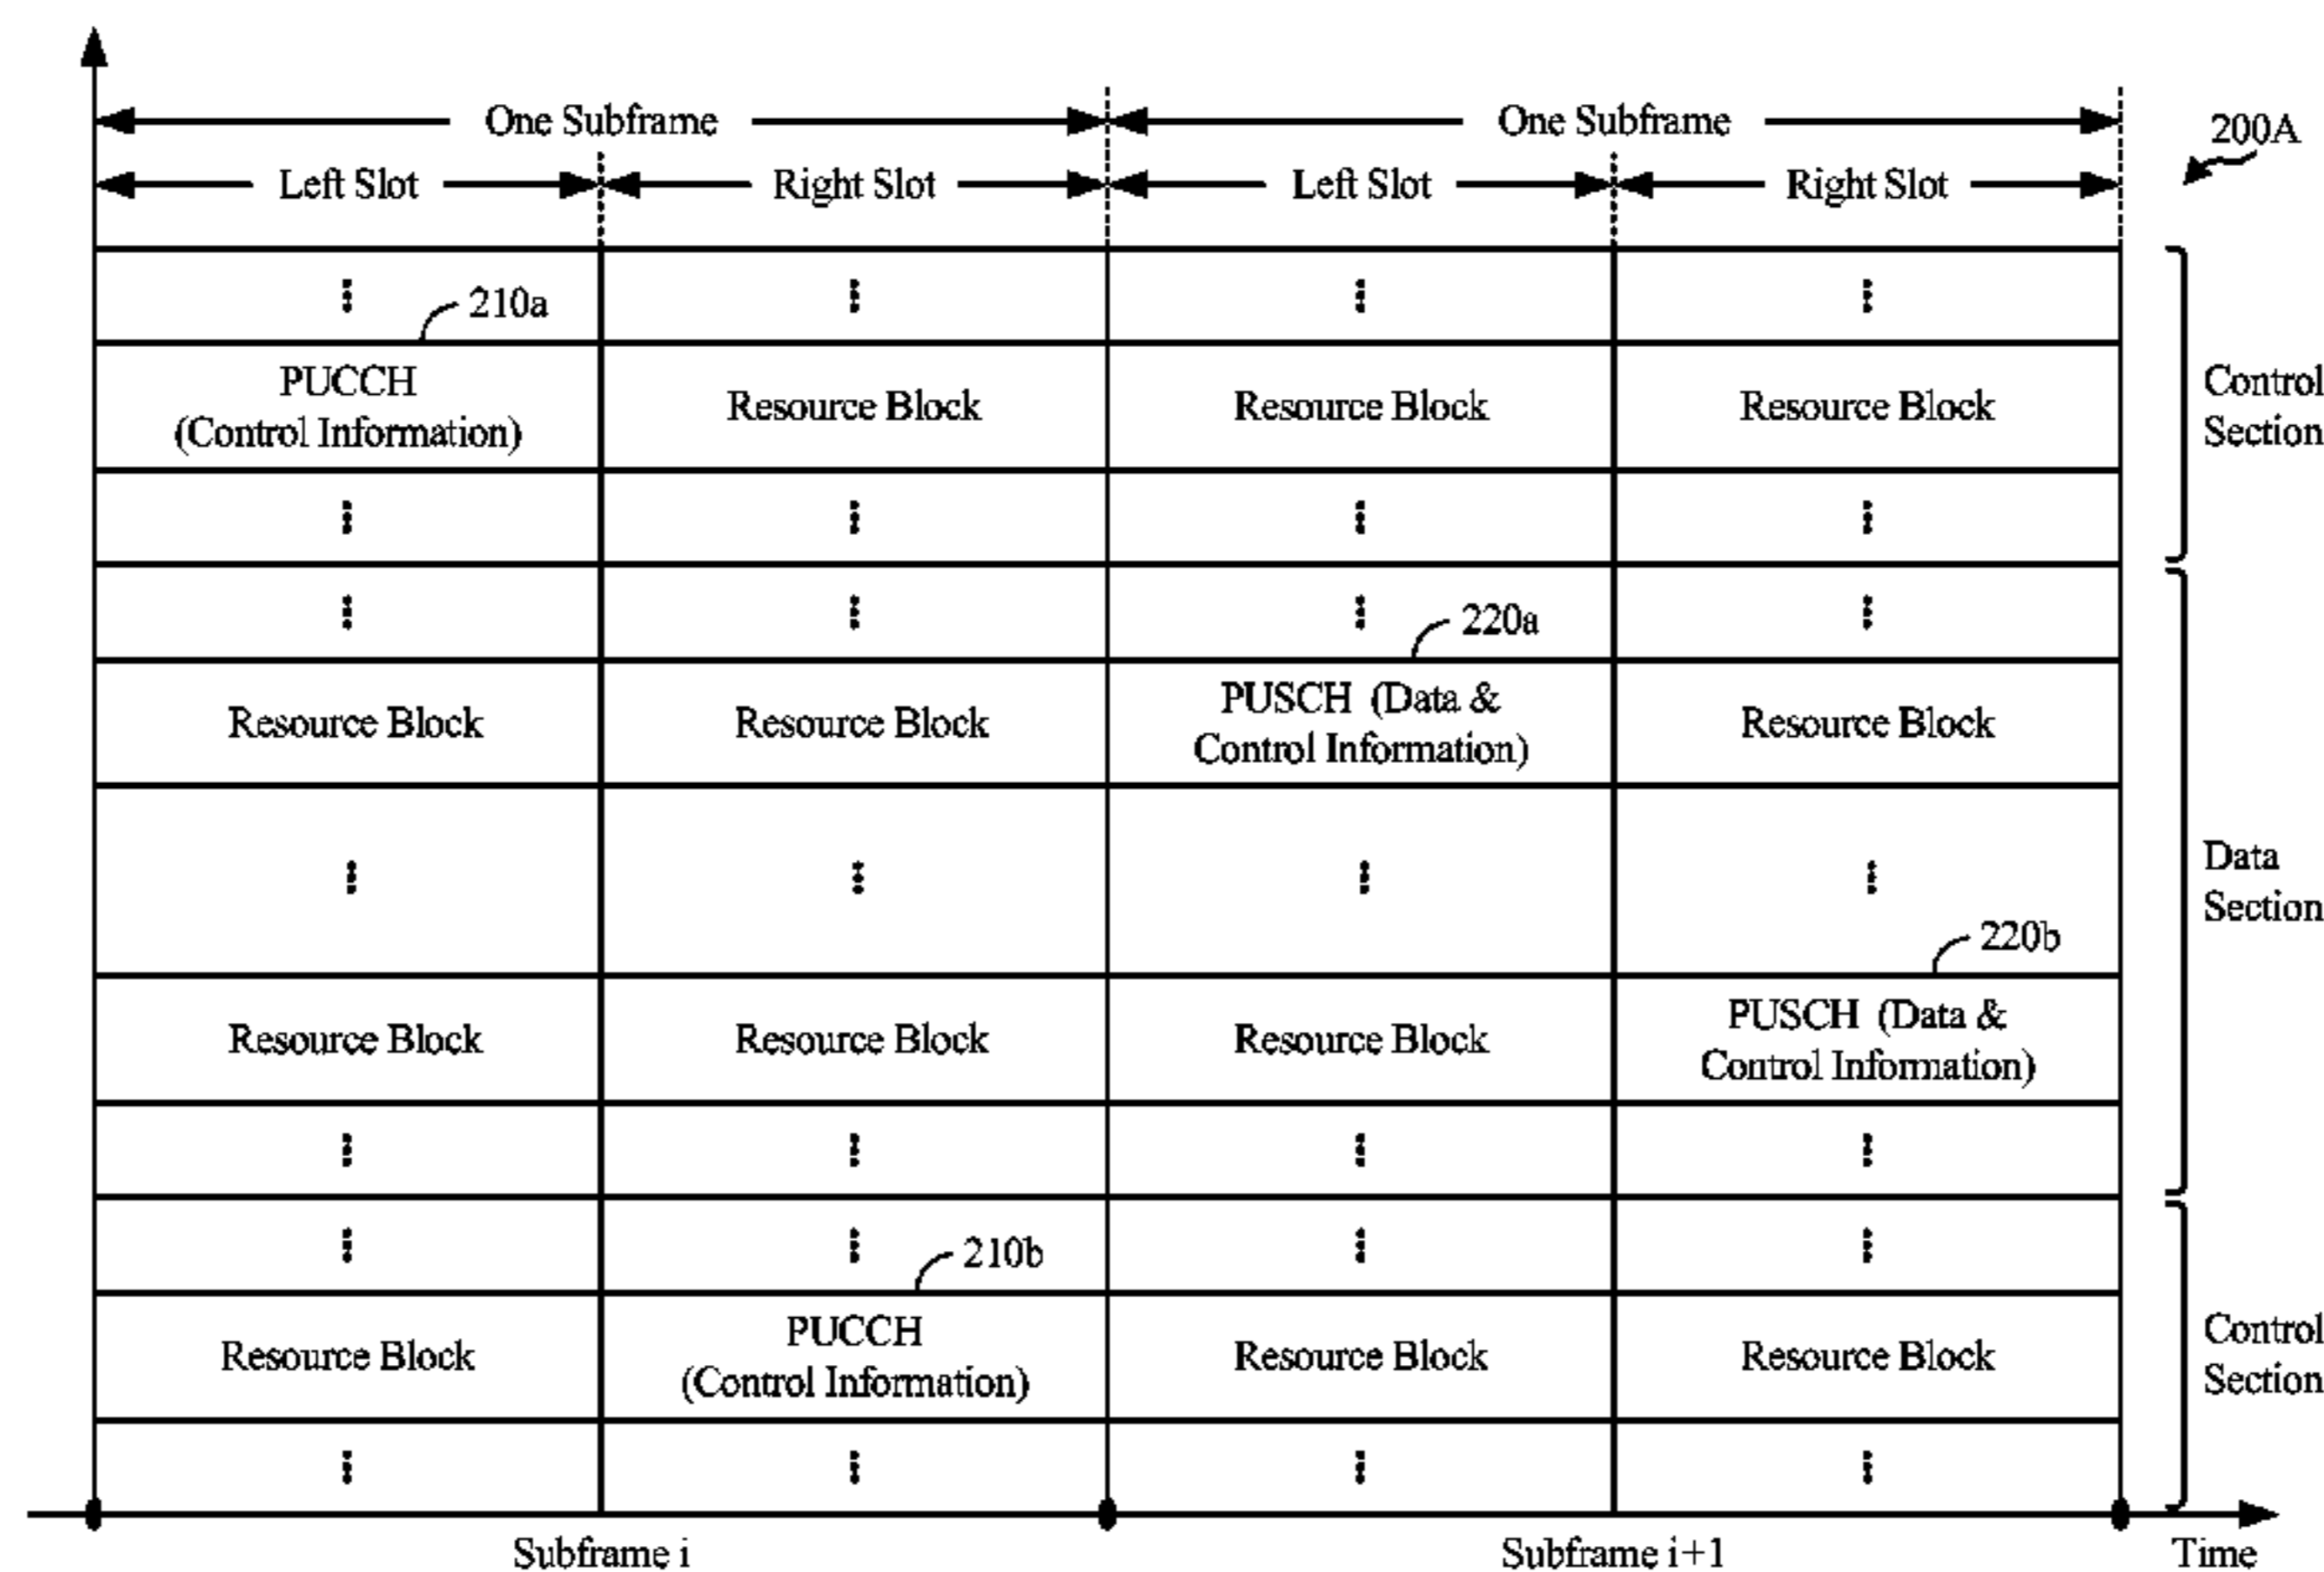 One Subframe One Subframe
200A
Left Slot Right Slot Left Slot Right Slot
210a
PUCCH
(Control Information) Resource Block Resource Block Resource Block
Control
Section
220a
Resource Block Resource Block PUSCH (Data &
Control Information) Resource Block
Data
Section
220b
Resource Block Resource Block Resource Block PUSCH (Data &
Control Information)
210b
Resource Block PUCCH
(Control Information) Resource Block Resource Block
Control
Section
Subframe i Subframe i+1 Time